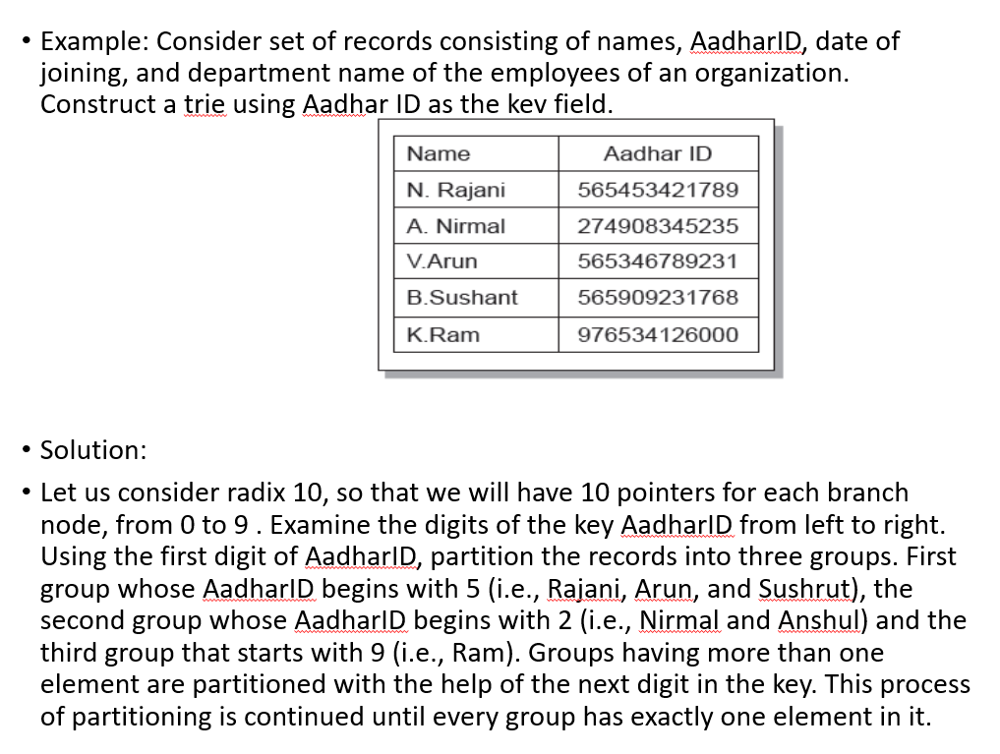 • Example: Consider set of records consisting of names, AadharID, date of
joining, and department name of the employees of an organization.
Construct a trie using Aadhar ID as the key field.
Name Aadhar ID
N. Rajani 565453421789
A. Nirmal 274908345235
V.Arun 565346789231
B.Sushant 565909231768
K.Ram 976534126000
• Solution:
• Let us consider radix 10, so that we will have 10 pointers for each branch
node, from 0 to 9 . Examine the digits of the key AadharID from left to right.
Using the first digit of AadharID, partition the records into three groups. First
group whose AadharID begins with 5 (i.e., Rajani, Arun, and Sushrut), the
second group whose AadharID begins with 2 (i.e., Nirmal and Anshul) and the
third group that starts with 9 (i.e., Ram). Groups having more than one
element are partitioned with the help of the next digit in the key. This process
of partitioning is continued until every group has exactly one element in it.